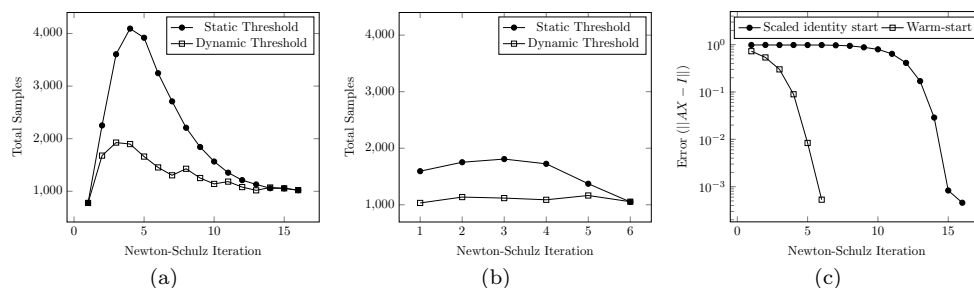 Static Threshold
Dynamic Threshold
4,000
3,000
2,000
1,000
Total Samples
0 5 10 15
Newton-Schulz Iteration
(a)
Static Threshold
Dynamic Threshold
4,000
3,000
2,000
1,000
Total Samples
1 2 3 4 5 6
Newton-Schulz Iteration
(b)
Scaled identity start Warm-start
10^0
10^{-1}
10^{-2}
10^{-3}
Error (||AX − I||)
0 5 10 15
Newton-Schulz Iteration
(c)